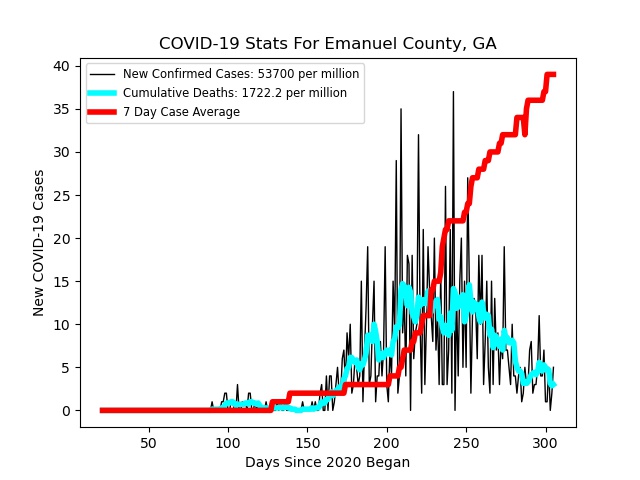 COVID-19 Stats For Emanuel County, GA
New Confirmed Cases: 53700 per million
Cumulative Deaths: 1722.2 per million
7 Day Case Average
New COVID-19 Cases
40
35
30
25
20
15
10
5
0
50 100 150 200 250 300
Days Since 2020 Began